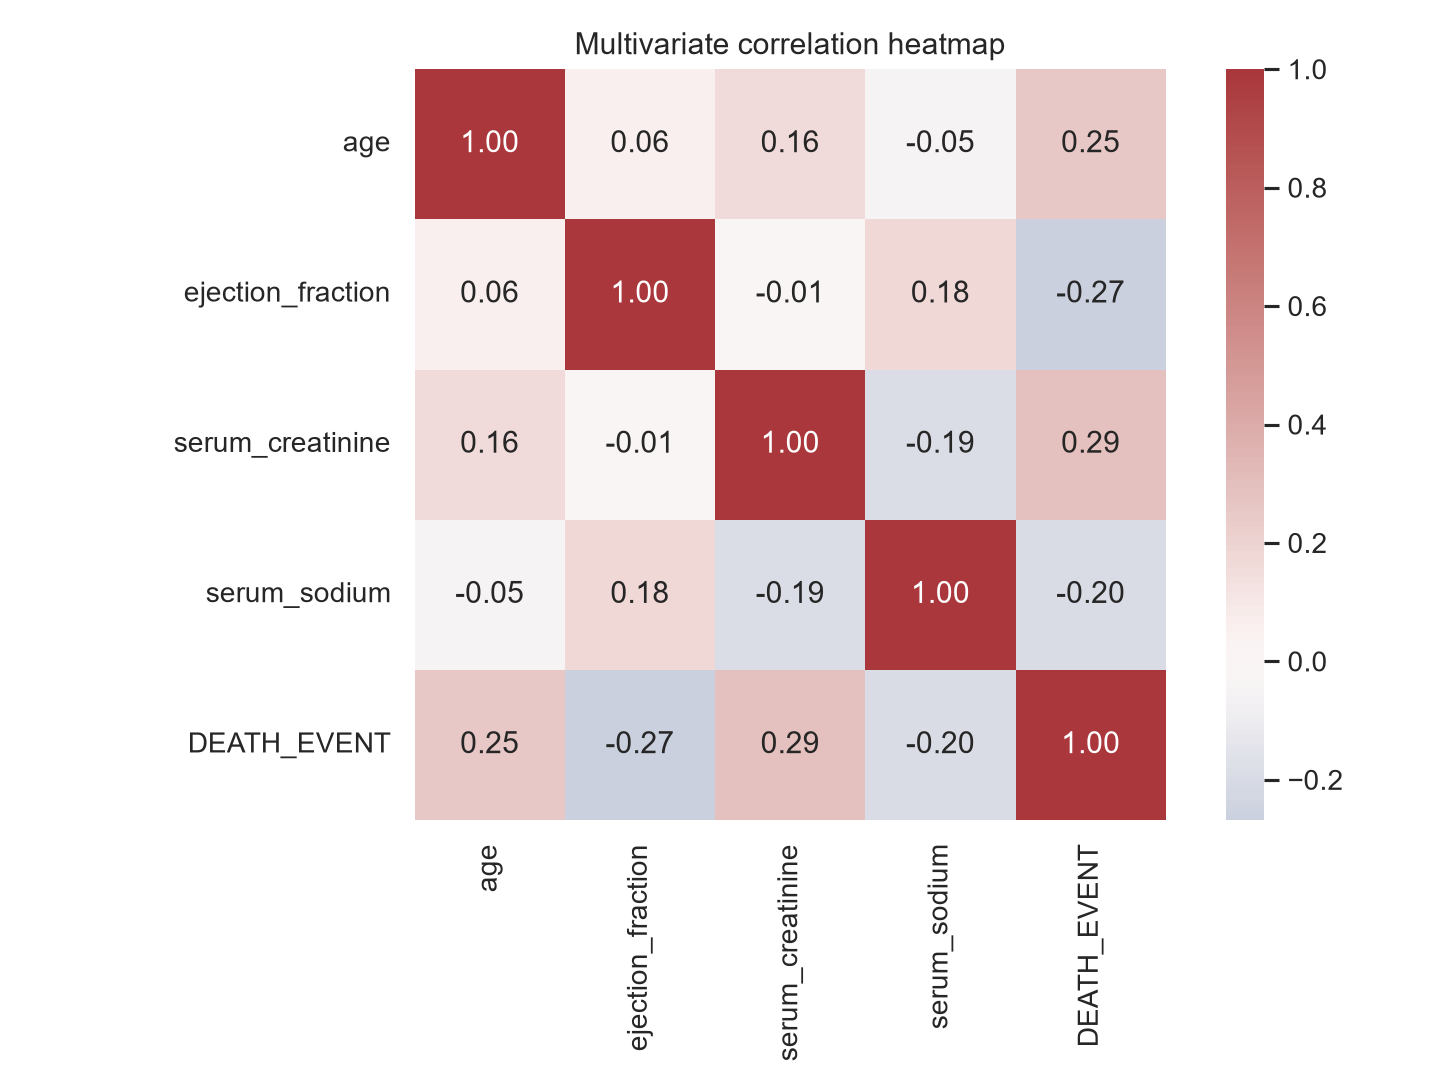 Multivariate correlation heatmap
age 1.00 0.06 0.16 -0.05 0.25
ejection_fraction 0.06 1.00 -0.01 0.18 -0.27
serum_creatinine 0.16 -0.01 1.00 -0.19 0.29
serum_sodium -0.05 0.18 -0.19 1.00 -0.20
DEATH_EVENT 0.25 -0.27 0.29 -0.20 1.00
age
ejection_fraction
serum_creatinine
serum_sodium
DEATH_EVENT
1.0
0.8
0.6
0.4
0.2
0.0
−0.2